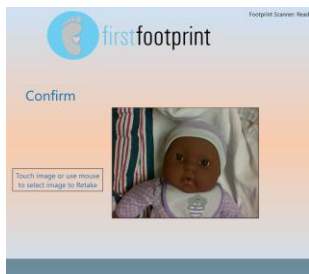 Footprint Scanner: Read
firstfootprint
Confirm
Touch image or use mouse
to select image to Retake